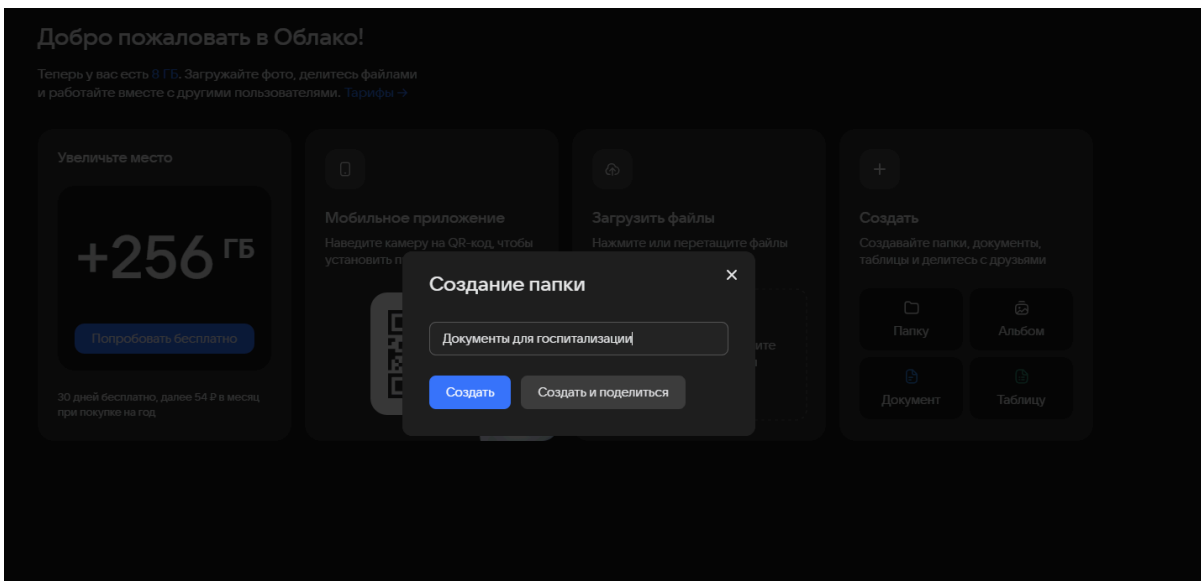 Добро пожаловать в Облако!
Теперь у вас есть 8 ГБ. Загружайте фото, делитесь файлами
и работайте вместе с другими пользователями. Тарифы →
Увеличьте место
+256 ГБ
Попробовать бесплатно
30 дней бесплатно, далее 54 ₽ в месяц
при покупке на год
Мобильное приложение
Наведите камеру на QR-код, чтобы
установить п
Загрузить файлы
Нажмите или перетащите файлы
ите
Создать
Создавайте папки, документы,
таблицы и делитесь с друзьями
Папку
Альбом
Документ
Таблицу
Создание папки
Документы для госпитализации
Создать
Создать и поделиться